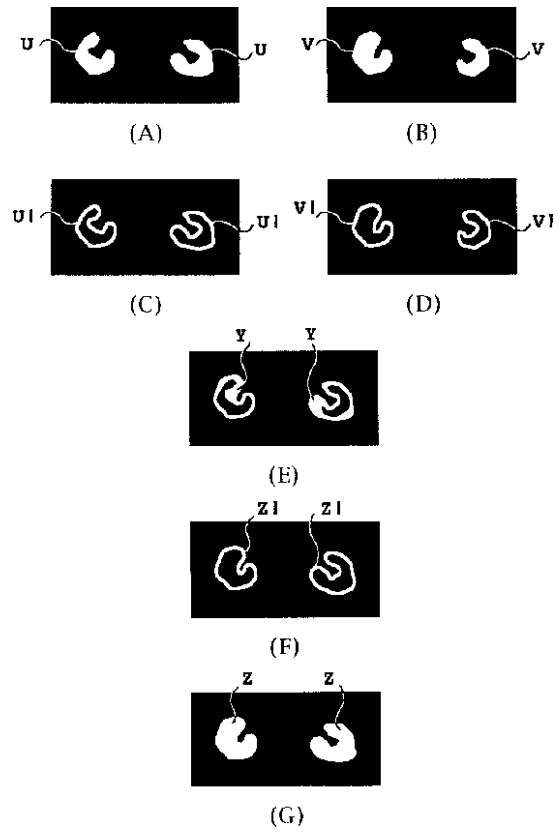 U U V V
(A) (B)
U1 U1 V1 V1
(C) (D)
Y Y
(E)
Z1 Z1
(F)
Z Z
(G)